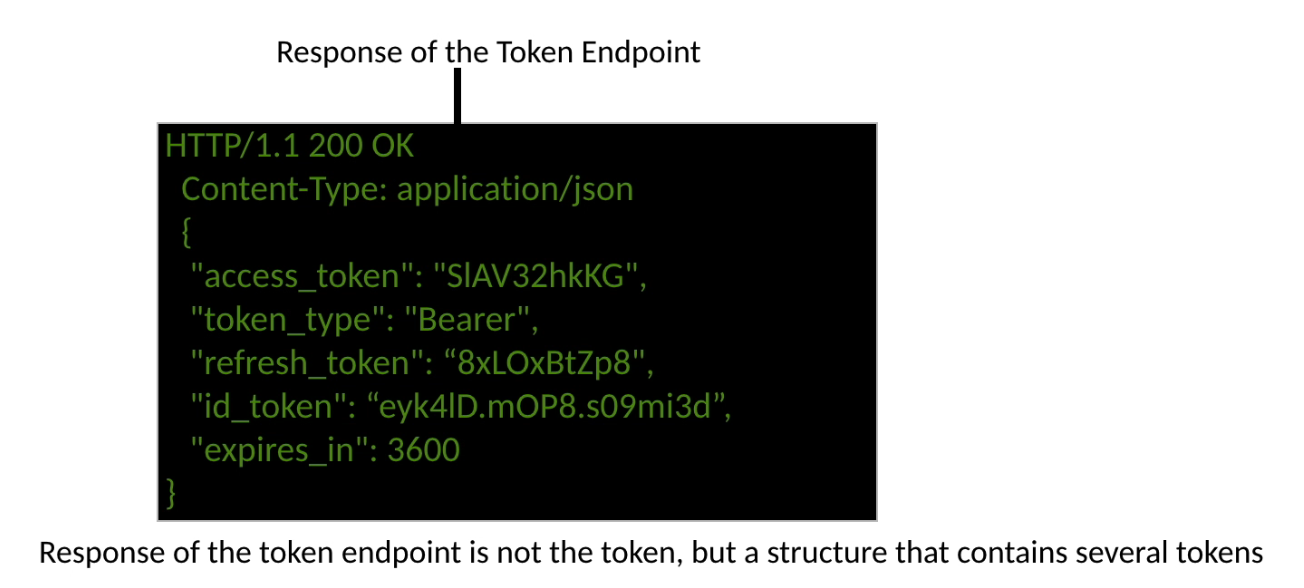 Response of the Token Endpoint
HTTP/1.1 200 OK
Content-Type: application/json
{
"access_token": "SlAV32hkKG",
"token_type": "Bearer",
"refresh_token": “8xLOxBtZp8",
"id_token": “eyk4lD.mOP8.s09mi3d”,
"expires_in": 3600
}
Response of the token endpoint is not the token, but a structure that contains several tokens